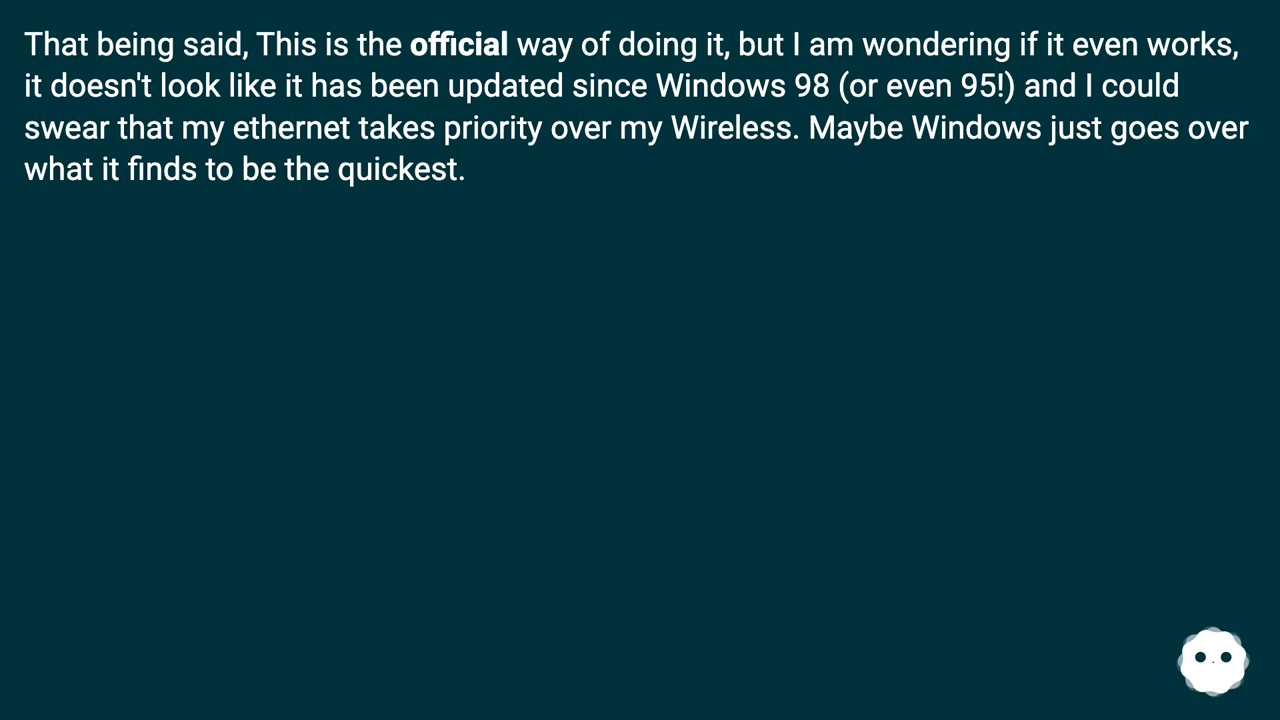 That being said, This is the official way of doing it, but I am wondering if it even works,
it doesn't look like it has been updated since Windows 98 (or even 95!) and I could
swear that my ethernet takes priority over my Wireless. Maybe Windows just goes over
what it finds to be the quickest.